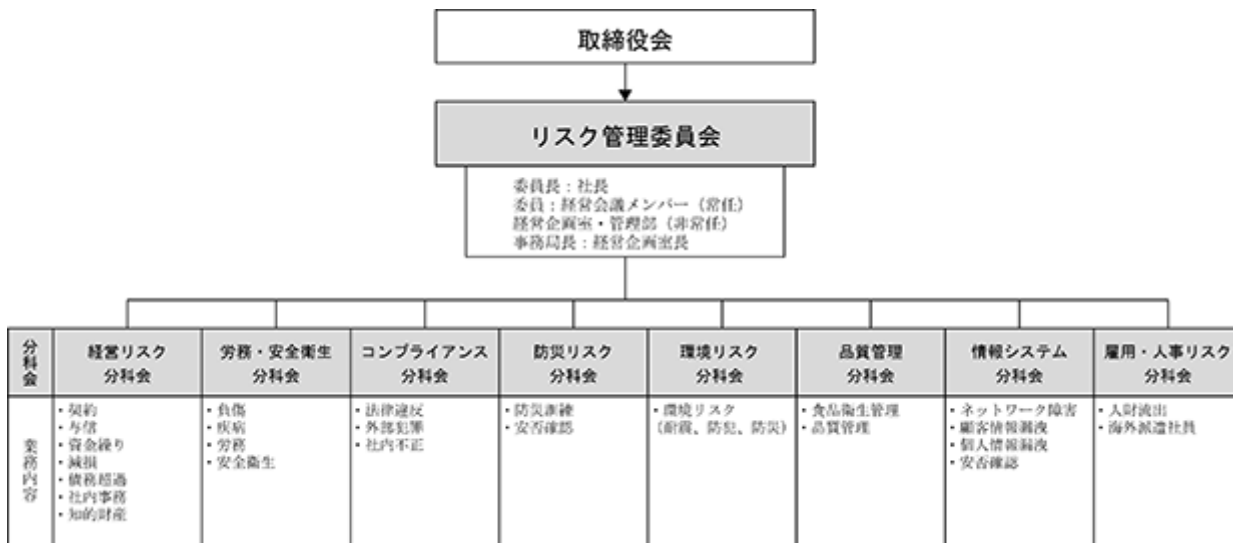 取締役会
リスク管理委員会
委員長：社長
委員：経営会議メンバー（常任）
経営企画室・管理部（非常任）
事務局長：経営企画室長
分科会
経営リスク
分科会
労務・安全衛生
分科会
コンプライアンス
分科会
防災リスク
分科会
環境リスク
分科会
品質管理
分科会
情報システム
分科会
雇用・人事リスク
分科会
業務内容
・契約
・与信
・資金繰り
・減損
・債務超過
・社内事務
・知的財産
・負傷
・疾病
・労務
・安全衛生
・法律違反
・外部犯罪
・社内不正
・防災訓練
・安否確認
・環境リスク
（耐震、防犯、防災）
・食品衛生管理
・品質管理
・ネットワーク障害
・顧客情報漏洩
・個人情報漏洩
・安否確認
・人財流出
・海外派遣社員